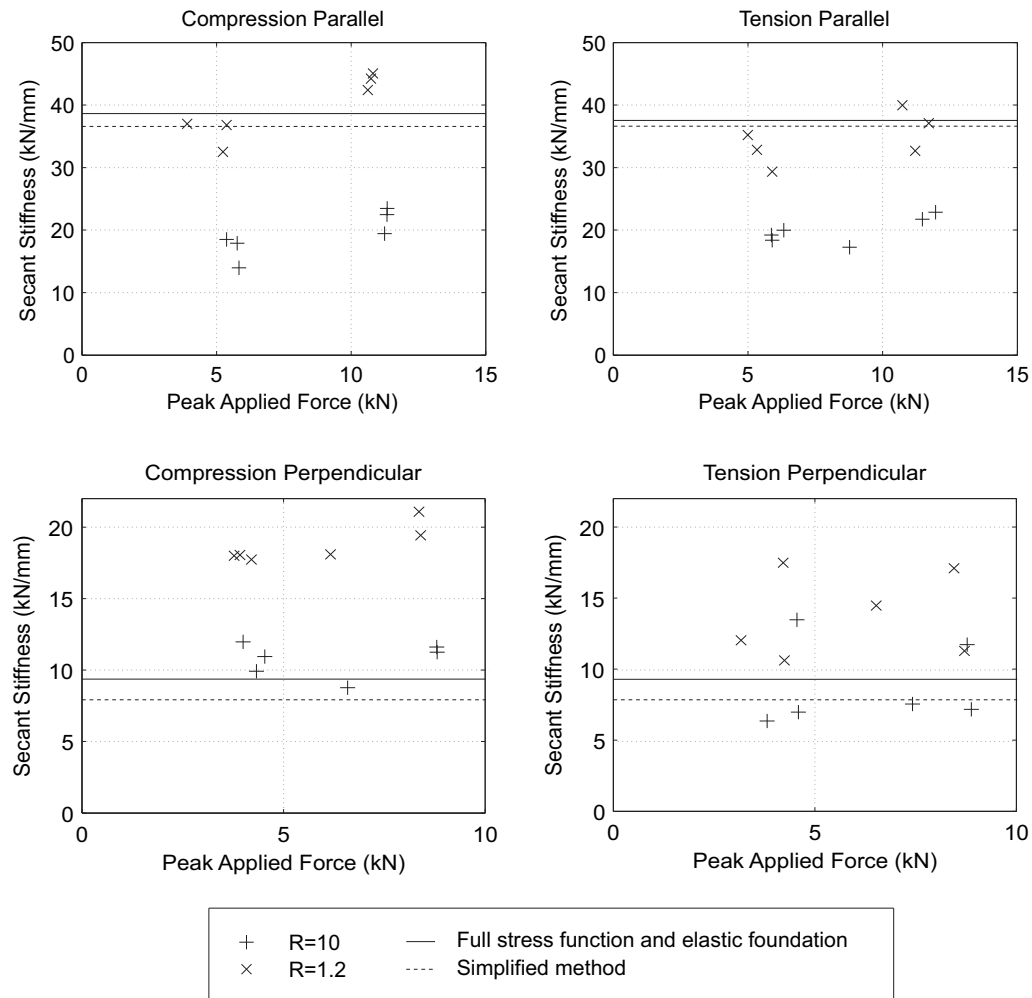 Compression Parallel
50
40
30
20
10
0
0 5 10 15
Secant Stiffness (kN/mm)
Peak Applied Force (kN)
Tension Parallel
50
40
30
20
10
0
0 5 10 15
Secant Stiffness (kN/mm)
Peak Applied Force (kN)
Compression Perpendicular
20
15
10
5
0
0 5 10
Secant Stiffness (kN/mm)
Peak Applied Force (kN)
Tension Perpendicular
20
15
10
5
0
0 5 10
Secant Stiffness (kN/mm)
Peak Applied Force (kN)
R=10 Full stress function and elastic foundation
R=1.2 Simplified method